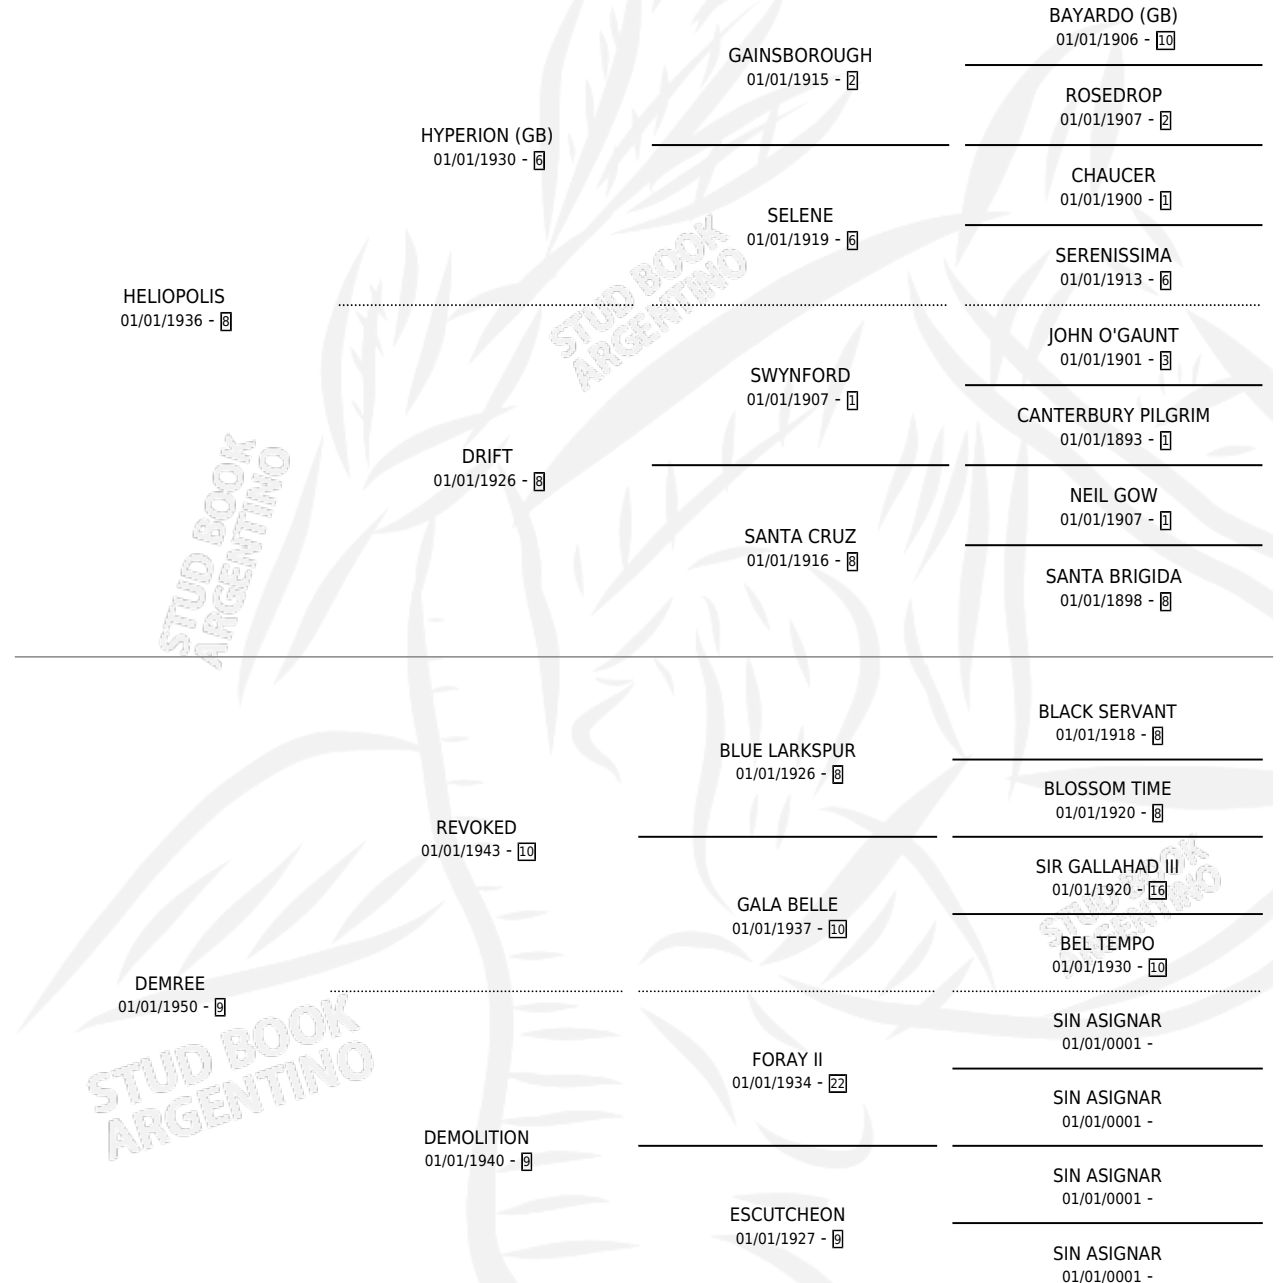 BAYARDO (GB)
01/01/1906 - 10
GAINSBOROUGH
01/01/1915 - 2
ROSEDROP
01/01/1907 - 2
HYPERION (GB)
01/01/1930 - 6
CHAUCER
01/01/1900 - 1
SELENE
01/01/1919 - 6
SERENISSIMA
01/01/1913 - 6
HELIOPOLIS
01/01/1936 - 8
JOHN O'GAUNT
01/01/1901 - 3
SWYNFORD
01/01/1907 - 1
CANTERBURY PILGRIM
01/01/1893 - 1
DRIFT
01/01/1926 - 8
NEIL GOW
01/01/1907 - 1
SANTA CRUZ
01/01/1916 - 8
SANTA BRIGIDA
01/01/1898 - 8
BLACK SERVANT
01/01/1918 - 8
BLUE LARKSPUR
01/01/1926 - 8
BLOSSOM TIME
01/01/1920 - 8
REVOKED
01/01/1943 - 10
SIR GALLAHAD III
01/01/1920 - 16
GALA BELLE
01/01/1937 - 10
BEL TEMPO
01/01/1930 - 10
DEMREE
01/01/1950 - 9
SIN ASIGNAR
01/01/0001 -
FORAY II
01/01/1934 - 22
SIN ASIGNAR
01/01/0001 -
DEMOLITION
01/01/1940 - 9
SIN ASIGNAR
01/01/0001 -
ESCUTCHEON
01/01/1927 - 9
SIN ASIGNAR
01/01/0001 -
STUD BOOK
ARGENTINO
STUD BOOK
ARGENTINO
STUD BOOK
ARGENTINO
STUD BOOK
ARGENTINO